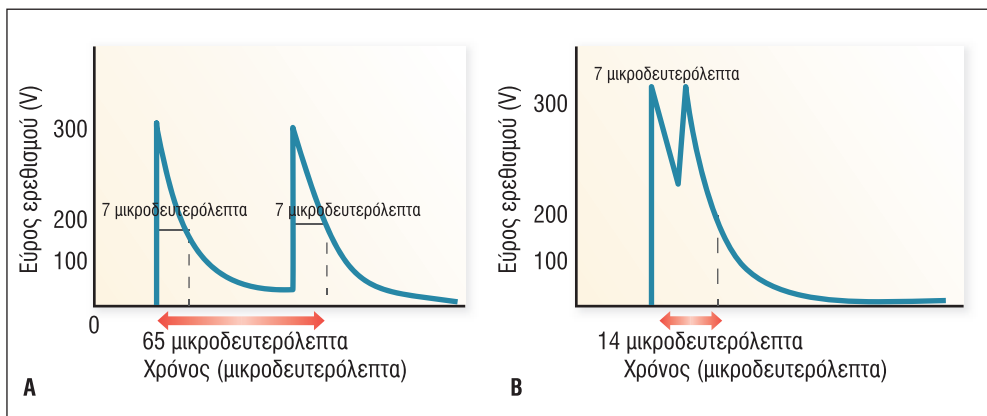 Εύρος ερεθισμού (V)
300
200
100
0
7 μικροδευτερόλεπτα
7 μικροδευτερόλεπτα
65 μικροδευτερόλεπτα
Χρόνος (μικροδευτερόλεπτα)
A
Εύρος ερεθισμού (V)
300
200
100
7 μικροδευτερόλεπτα
14 μικροδευτερόλεπτα
Χρόνος (μικροδευτερόλεπτα)
B